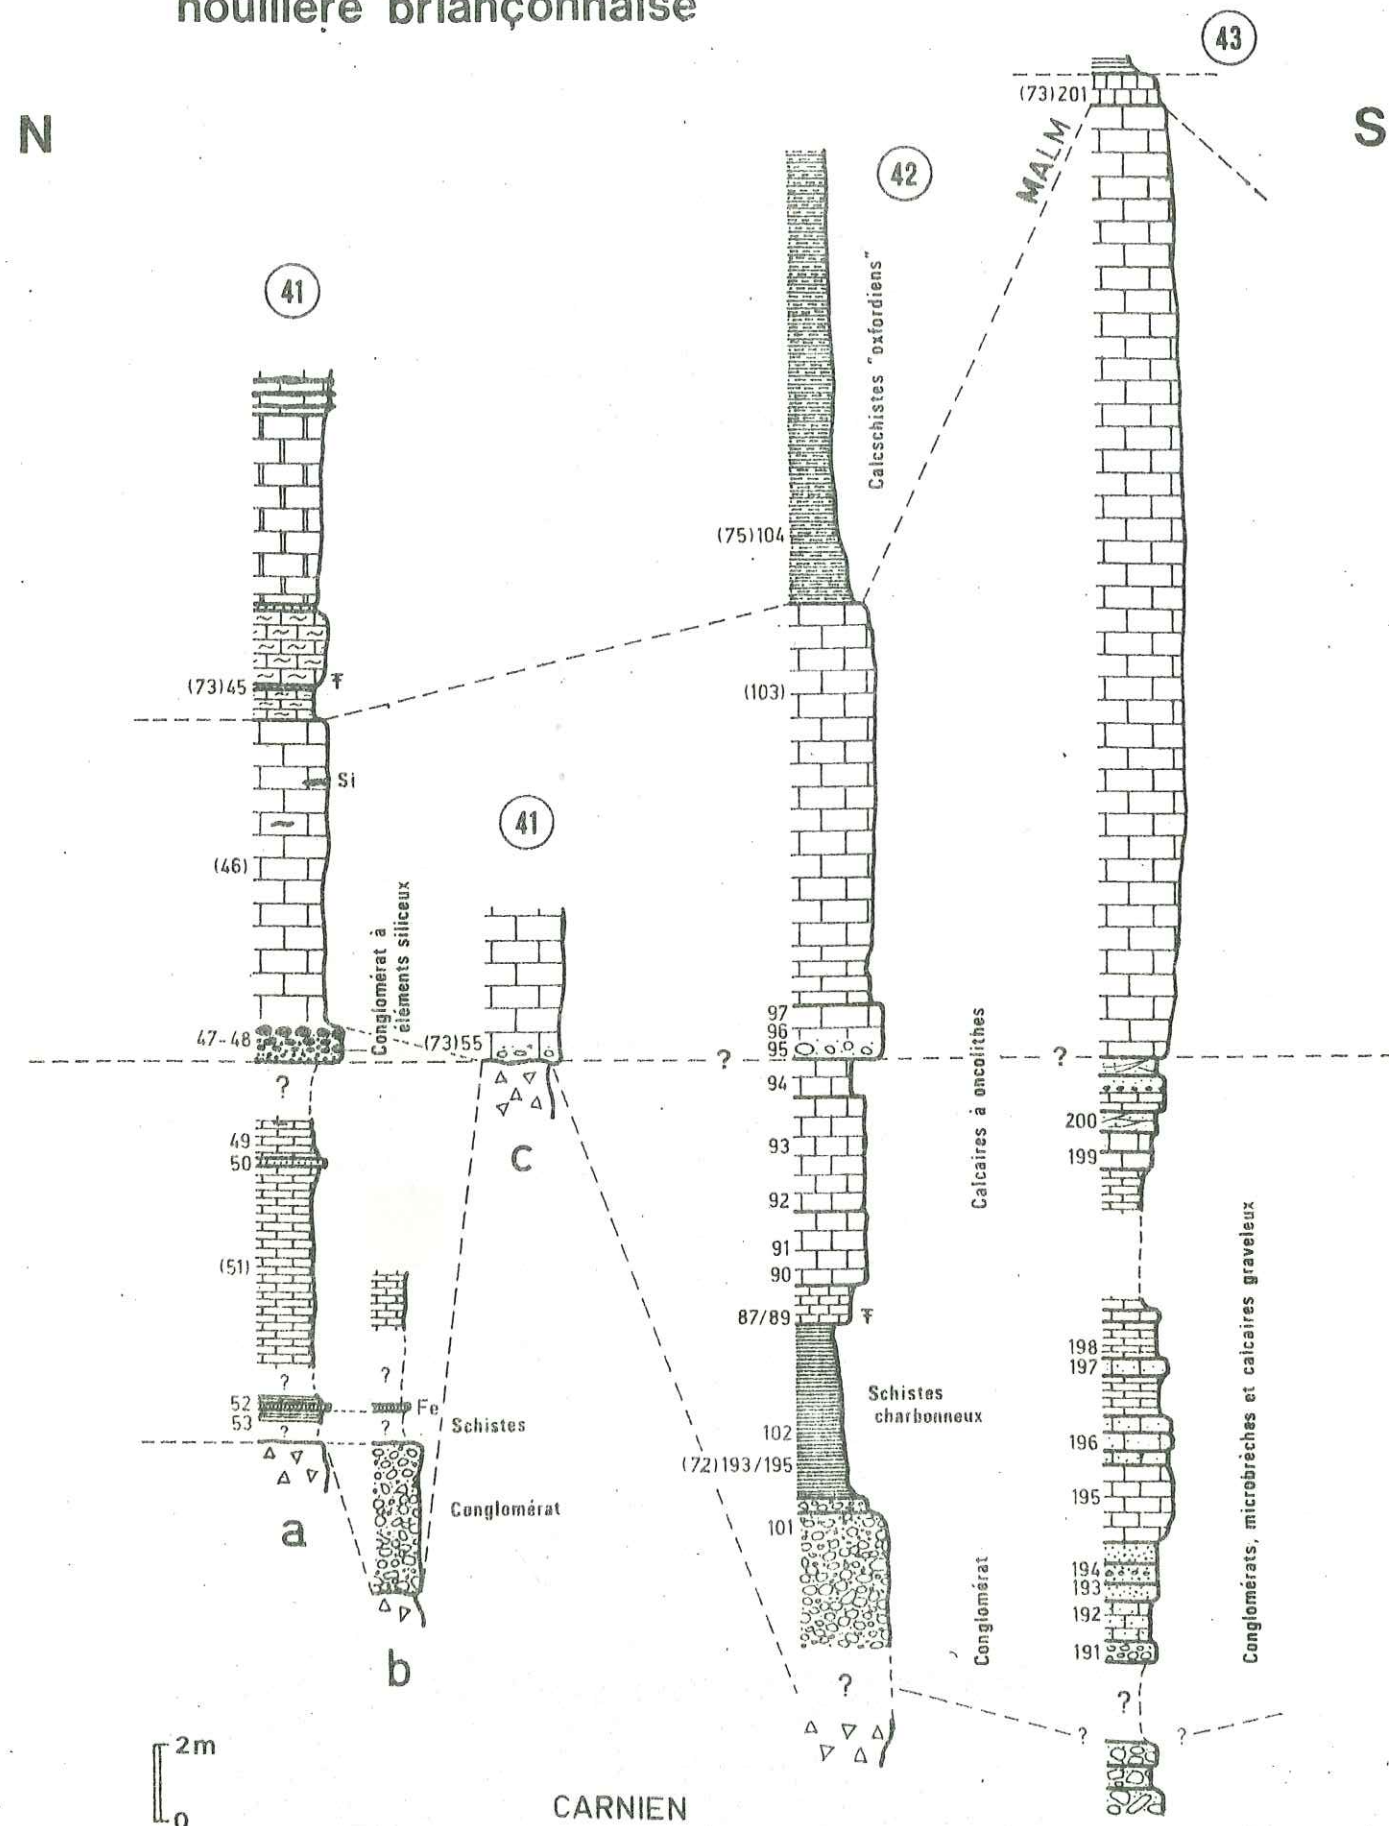 houillère briançonnaise
N
S
43
(73)201
MALM
42
Calcschistes "oxfordiens"
(75)104
41
(73)45
Si
(46)
(103)
41
Conglomérat à
éléments siliceux
47-48
(73)55
97
96
95
?
?
?
94
Calcaires à oncolithes
200
199
49
50
93
c
92
(51)
91
90
87/89
198
197
?
?
52
53
Fe
?
?
Schistes
Schistes
charbonneux
102
(72)193/195
196
195
Conglomérats, microbrèches et calcaires graveleux
a
Conglomérat
101
Conglomérat
194
193
192
191
b
?
?
?
?
2m
0
CARNIEN